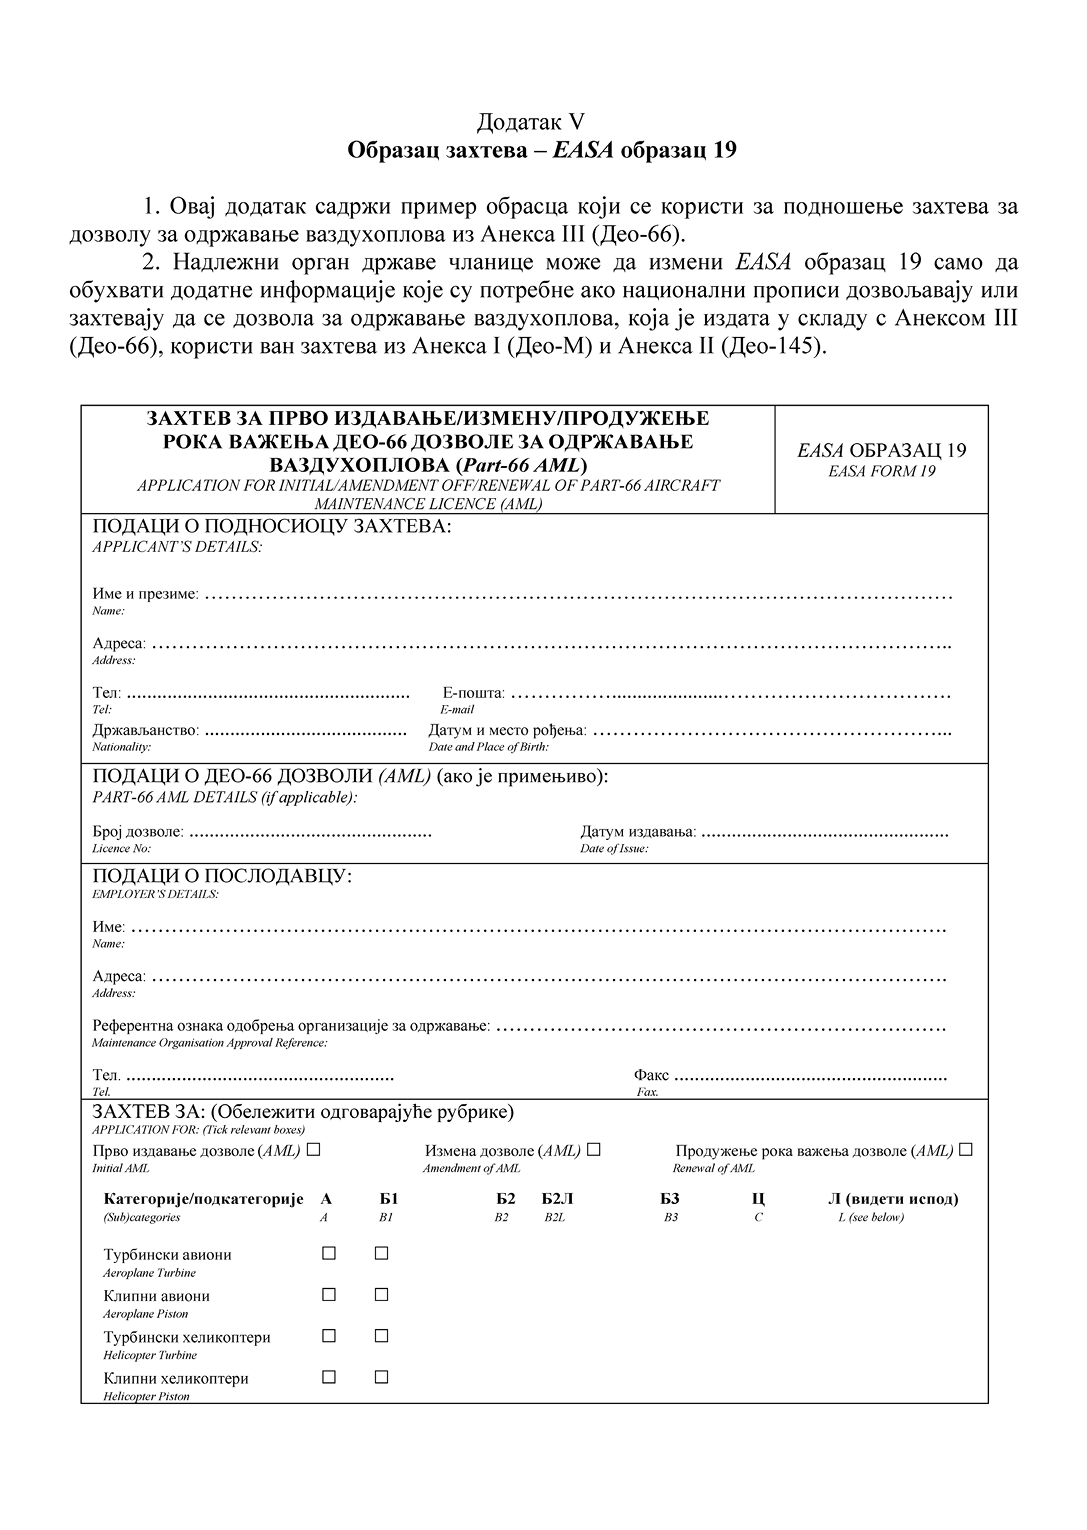 Додатак V
Образац захтева – EASA образац 19
1. Овај додатак садржи пример обрасца који се користи за подношење захтева за
дозволу за одржавање ваздухоплова из Анекса III (Део-66).
2. Надлежни орган државе чланице може да измени EASA образац 19 само да
обухвати додатне информације које су потребне ако национални прописи дозвољавају или
захтевају да се дозвола за одржавање ваздухоплова, која је издата у складу с Анексом III
(Део-66), користи ван захтева из Анекса I (Део-М) и Анекса II (Део-145).
ЗАХТЕВ ЗА ПРВО ИЗДАВАЊЕ/ИЗМЕНУ/ПРОДУЖЕЊЕ
РОКА ВАЖЕЊА ДЕО-66 ДОЗВОЛЕ ЗА ОДРЖАВАЊЕ
ВАЗДУХОПЛОВА (Part-66 AML)
APPLICATION FOR INITIAL/AMENDMENT OFF/RENEWAL OF PART-66 AIRCRAFT
MAINTENANCE LICENCE (AML)
EASA ОБРАЗАЦ 19
EASA FORM 19
ПОДАЦИ О ПОДНОСИОЦУ ЗАХТЕВА:
APPLICANT’S DETAILS:
Име и презиме: ……………………………………………………………………………………………
Name:
Адреса: …………………………………………………………………………………………………..
Address:
Тел: ........................................................ Е-пошта: ……………......................……………………………
Tel: E-mail
Држављанство: ........................................ Датум и место рођења: …………………………………………...
Nationality: Date and Place of Birth:
ПОДАЦИ О ДЕО-66 ДОЗВОЛИ (AML) (ако је примењиво):
PART-66 AML DETAILS (if applicable):
Број дозволе: ................................................ Датум издавања: .................................................
Licence No: Date of Issue:
ПОДАЦИ О ПОСЛОДАВЦУ:
EMPLOYER’S DETAILS:
Име: …………………………………………………………………………………………………….
Name:
Адреса: ………………………………………………………………………………………………….
Address:
Референтна ознака одобрења организације за одржавање: ……………………………………………………….
Maintenance Organisation Approval Reference:
Тел. ..................................................... Факс ......................................................
Tel. Fax.
ЗАХТЕВ ЗА: (Обележити одговарајуће рубрике)
APPLICATION FOR: (Tick relevant boxes)
Прво издавање дозволе (AML) ☐ Измена дозволе (AML) ☐ Продужење рока важења дозволе (AML) ☐
Initial AML Amendment of AML Renewal of AML
Категорије/подкатегорије А Б1 Б2 Б2Л Б3 Ц Л (видети испод)
(Sub)categories A B1 B2 B2L B3 C L (see below)
Турбински авиони ☐ ☐
Aeroplane Turbine
Клипни авиони ☐ ☐
Aeroplane Piston
Турбински хеликоптери ☐ ☐
Helicopter Turbine
Клипни хеликоптери ☐ ☐
Helicopter Piston